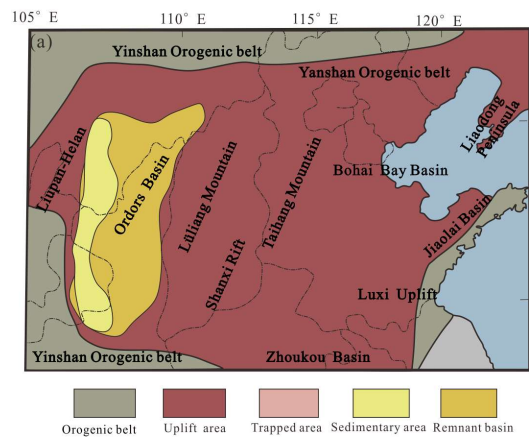 105° E
110° E
115° E
120° E
(a)
Yinshan Orogenic belt
Yanshan Orogenic belt
Liupan-Helan
Ordors Basin
Lüliang Mountain
Shanxi Rift
Taihang Mountain
Bohai Bay Basin
Liaodong
Peninsula
Jiaolai Basin
Luxi Uplift
Yinshan Orogenic belt
Zhoukou Basin
Orogenic belt
Uplift area
Trapped area
Sedimentary area
Remnant basin